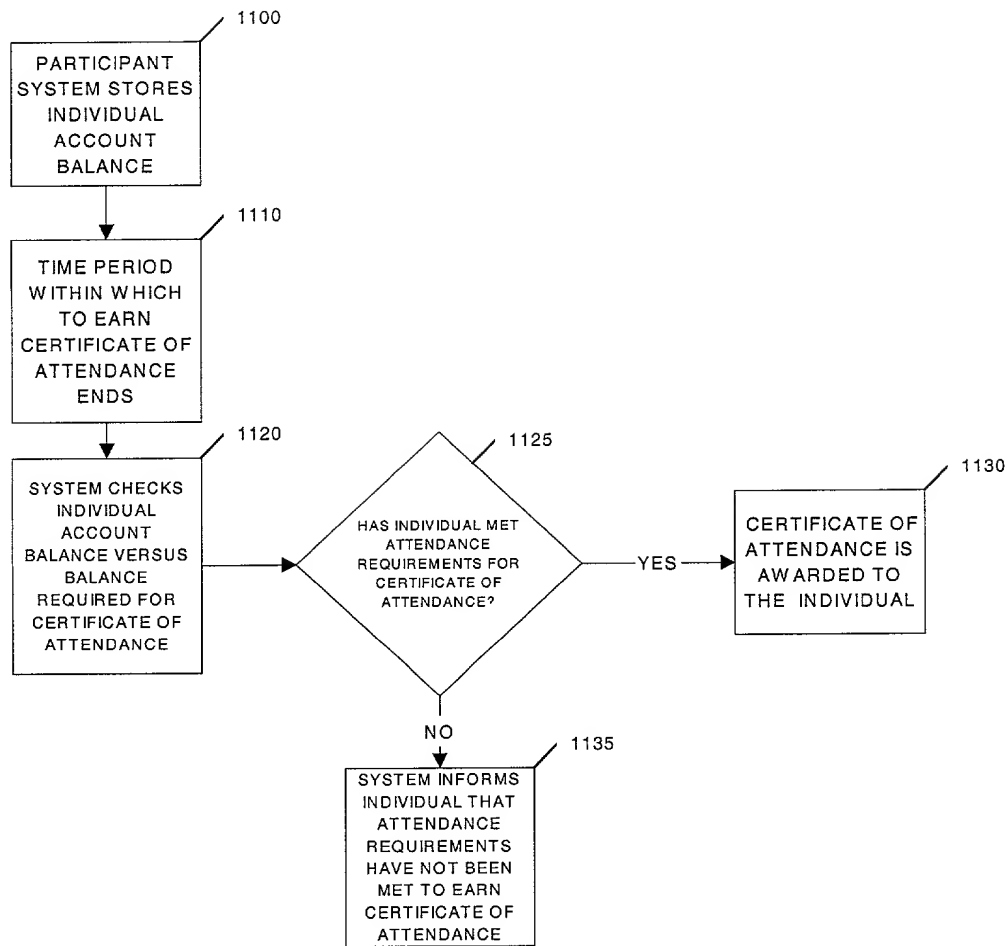 1100
PARTICIPANT
SYSTEM STORES
INDIVIDUAL
ACCOUNT
BALANCE
1110
TIME PERIOD
WITHIN WHICH
TO EARN
CERTIFICATE OF
ATTENDANCE
ENDS
1120
SYSTEM CHECKS
INDIVIDUAL
ACCOUNT
BALANCE VERSUS
BALANCE
REQUIRED FOR
CERTIFICATE OF
ATTENDANCE
1125
HAS INDIVIDUAL MET
ATTENDANCE
REQUIREMENTS FOR
CERTIFICATE OF
ATTENDANCE?
YES
1130
CERTIFICATE OF
ATTENDANCE IS
AWARDED TO
THE INDIVIDUAL
NO
1135
SYSTEM INFORMS
INDIVIDUAL THAT
ATTENDANCE
REQUIREMENTS
HAVE NOT BEEN
MET TO EARN
CERTIFICATE OF
ATTENDANCE